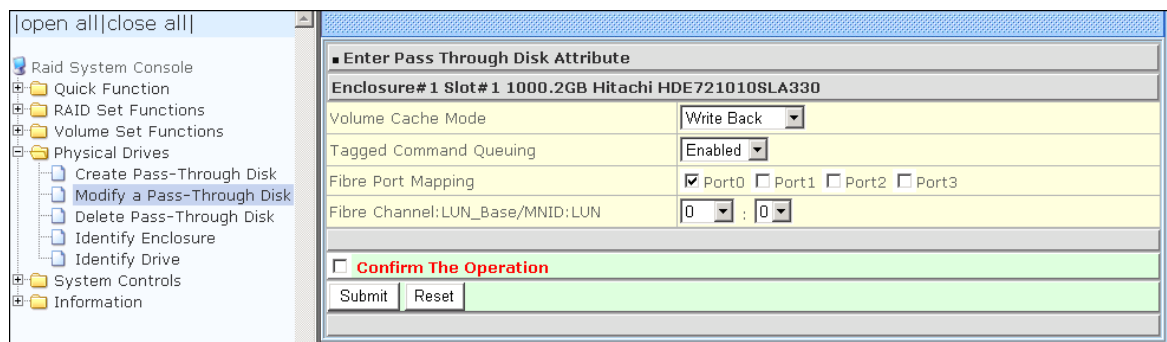 |open all|close all|
Raid System Console
Quick Function
RAID Set Functions
Volume Set Functions
Physical Drives
Create Pass-Through Disk
Modify a Pass-Through Disk
Delete Pass-Through Disk
Identify Enclosure
Identify Drive
System Controls
Information
Enter Pass Through Disk Attribute
Enclosure#1 Slot#1 1000.2GB Hitachi HDE721010SLA330
Volume Cache Mode Write Back
Tagged Command Queuing Enabled
Fibre Port Mapping Port0 Port1 Port2 Port3
Fibre Channel:LUN_Base/MNID:LUN 0 : 0
Confirm The Operation
Submit Reset